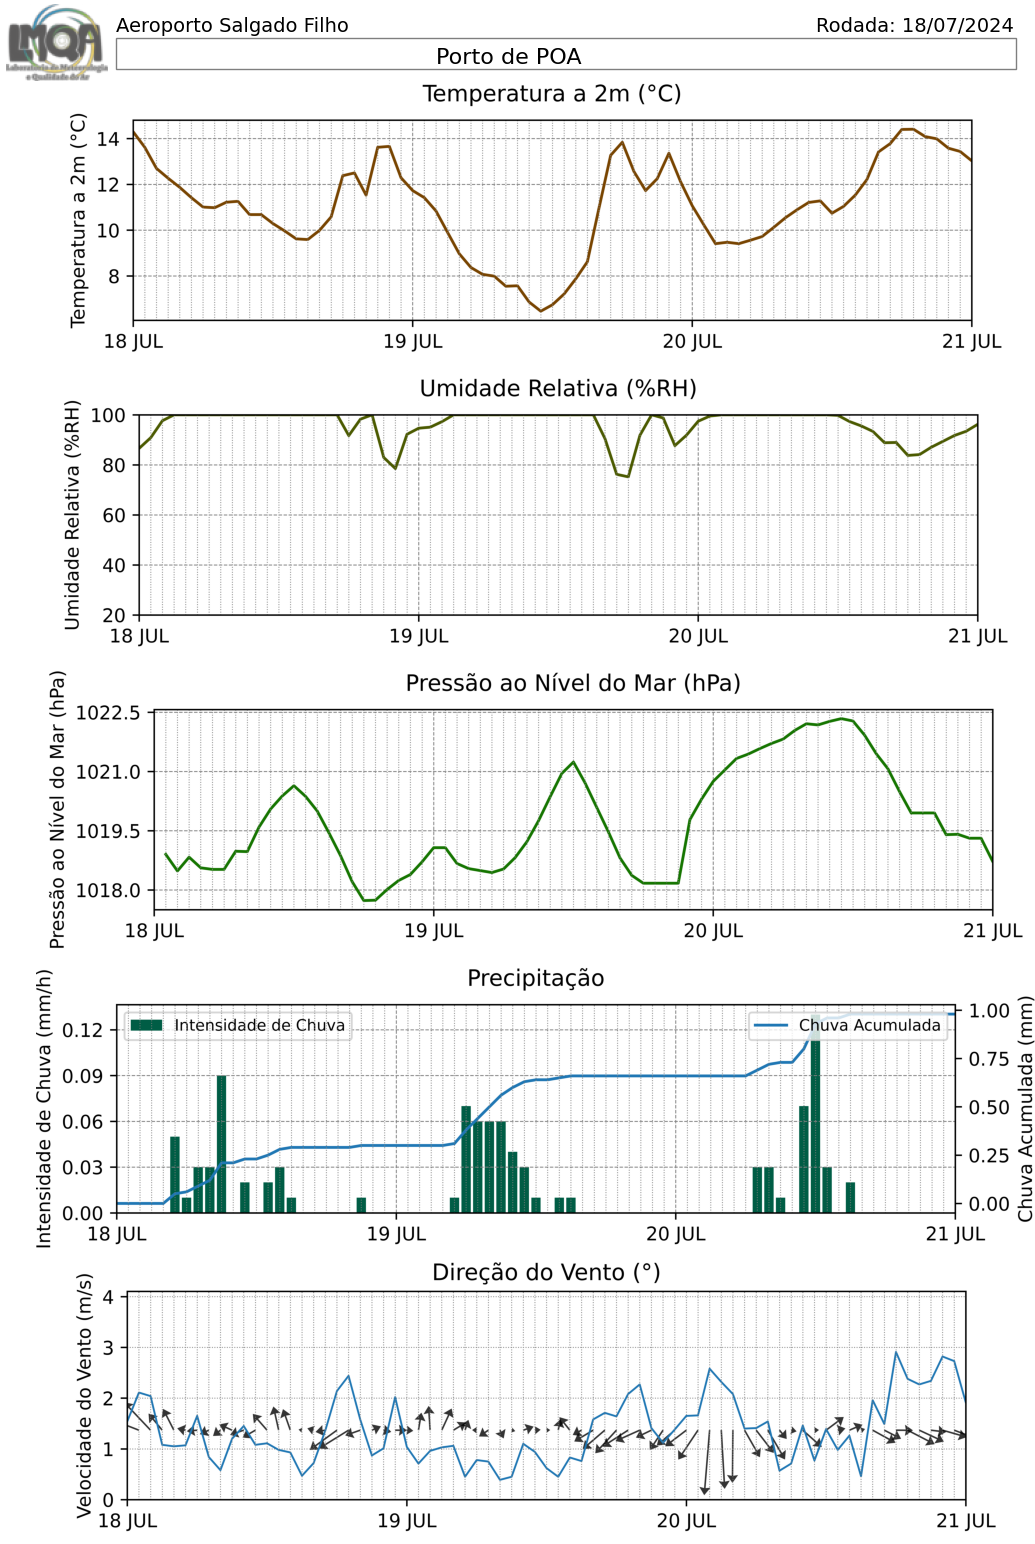 LMQA
Laboratório de Meteorologia
e Qualidade do Ar
Aeroporto Salgado Filho
Rodada: 18/07/2024
Porto de POA
Temperatura a 2m (°C)
Temperatura a 2m (°C)
14
12
10
8
18 JUL 19 JUL 20 JUL 21 JUL
Umidade Relativa (%RH)
Umidade Relativa (%RH)
100
80
60
40
20
18 JUL 19 JUL 20 JUL 21 JUL
Pressão ao Nível do Mar (hPa)
Pressão ao Nível do Mar (hPa)
1022.5
1021.0
1019.5
1018.0
18 JUL 19 JUL 20 JUL 21 JUL
Precipitação
Intensidade de Chuva (mm/h)
0.12
0.09
0.06
0.03
0.00
Intensidade de Chuva
Chuva Acumulada
1.00
0.75
0.50
0.25
0.00
Chuva Acumulada (mm)
18 JUL 19 JUL 20 JUL 21 JUL
Direção do Vento (°)
Velocidade do Vento (m/s)
4
3
2
1
0
18 JUL 19 JUL 20 JUL 21 JUL